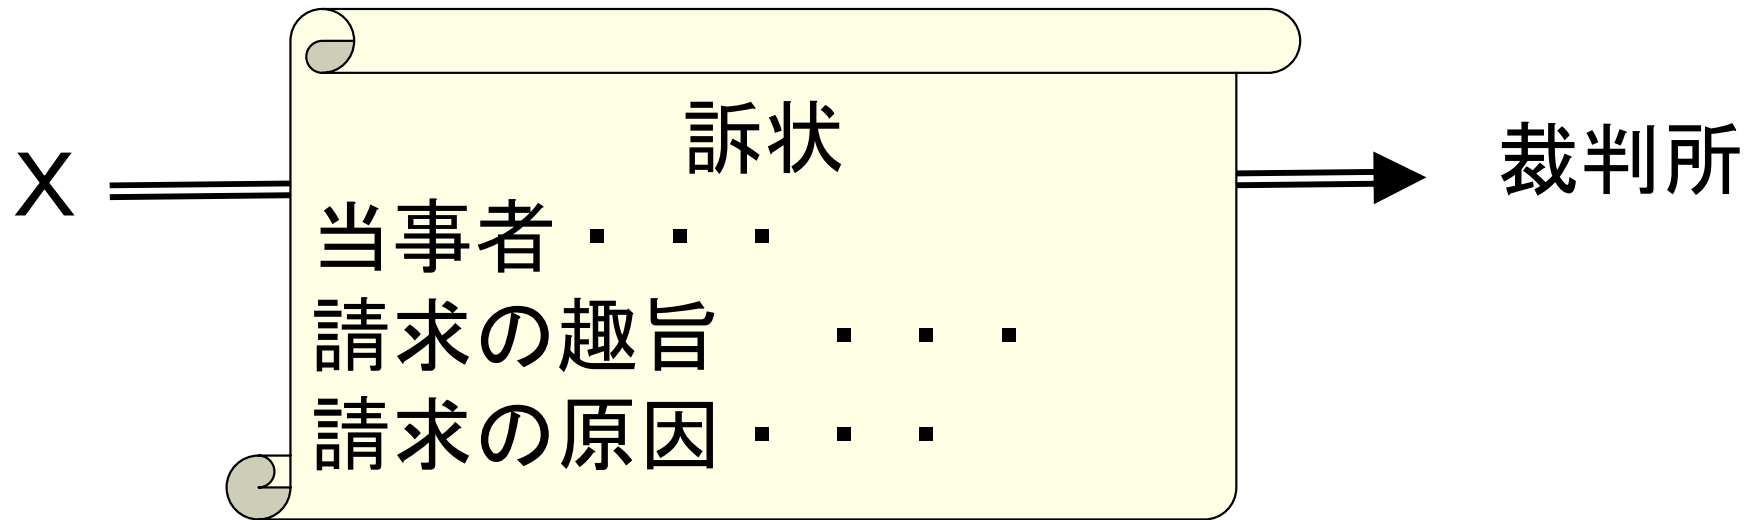 訴状
X
裁判所
当事者・・・
請求の趣旨　・・・
請求の原因・・・